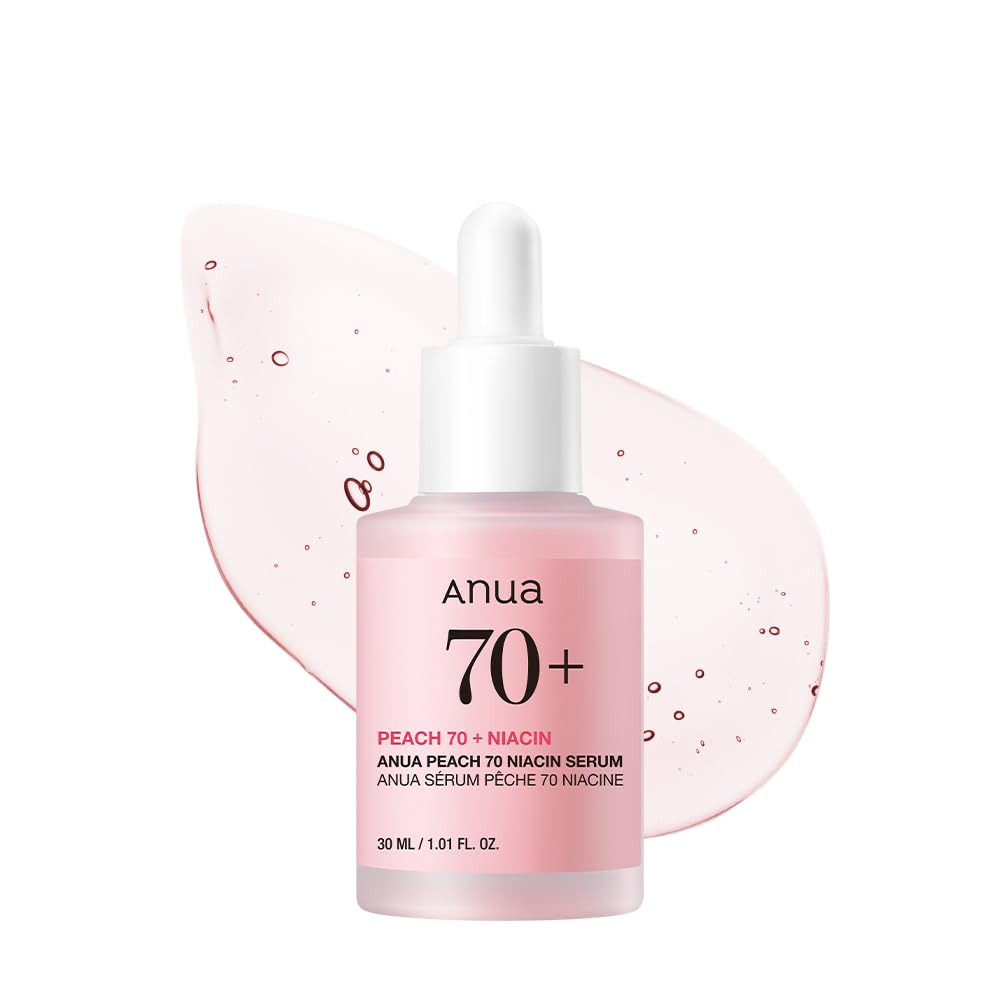 Anua
70+
PEACH 70 + NIACIN
ANUA PEACH 70 NIACIN SERUM
ANUA SÉRUM PÊCHE 70 NIACINE
30 ML / 1.01 FL. OZ.